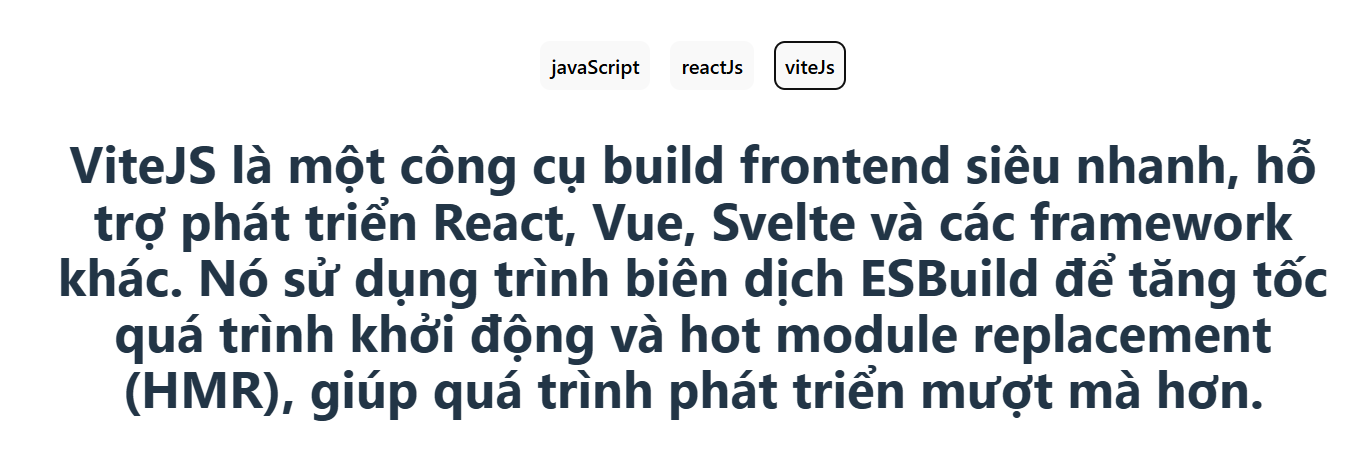 javaScript reactJs viteJs
ViteJS là một công cụ build frontend siêu nhanh, hỗ
trợ phát triển React, Vue, Svelte và các framework
khác. Nó sử dụng trình biên dịch ESBuild để tăng tốc
quá trình khởi động và hot module replacement
(HMR), giúp quá trình phát triển mượt mà hơn.